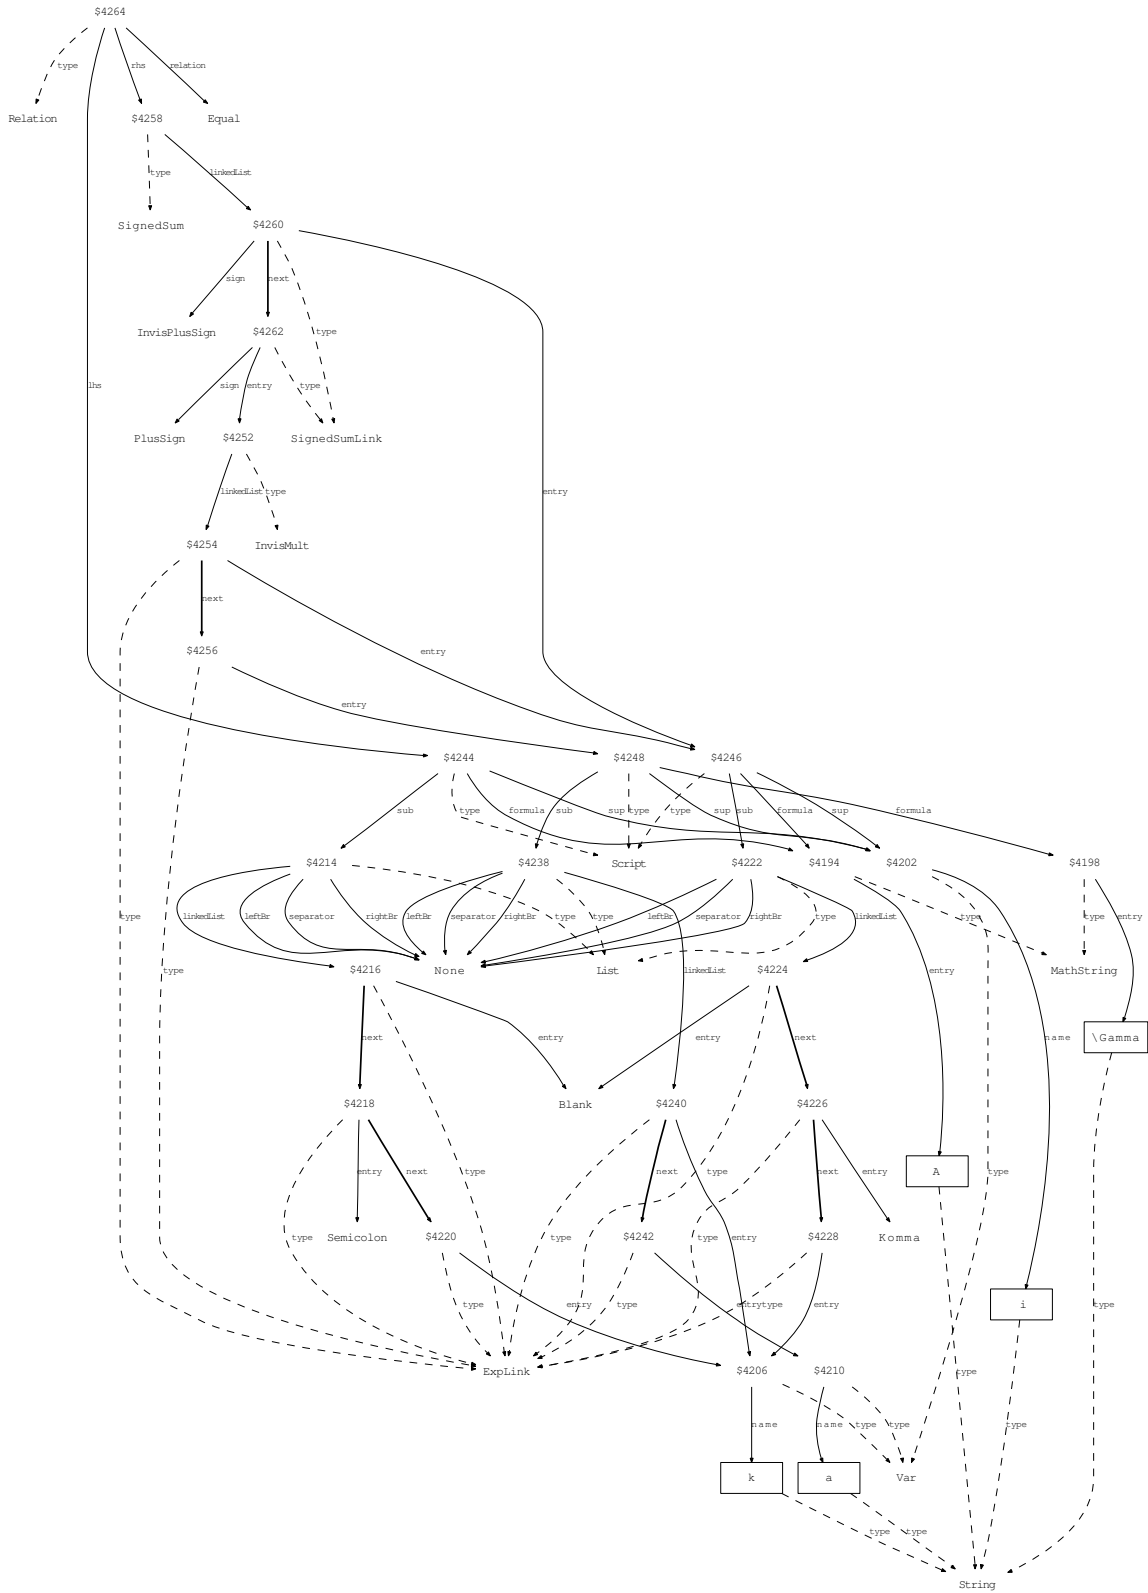 $4264
type rhs relation
Relation $4258 Equal
type linkedList
SignedSum $4260
sign next
InvisPlusSign $4262 type
lhs sign entry type
PlusSign $4252 SignedSumLink
linkedList type entry
$4254 InvisMult
next
$4256 entry
entry
$4244 $4248 $4246
sub type formula sub sup type sup sub formula sup formula
$4214 $4238 Script $4222 $4194 $4202 $4198
type linkedList leftBr separator rightBr leftBr separator rightBr type type leftBr separator rightBr type linkedList type type entry
type $4216 None List linkedList $4224 entry MathString
next entry entry next name \Gamma
$4218 Blank $4240 $4226
entry next type next type next entry A type
type Semicolon $4220 type $4242 type $4228 Komma
type entry type entry entry type entry i type
ExpLink $4206 $4210 type
name type name type type
k a Var
type type
String